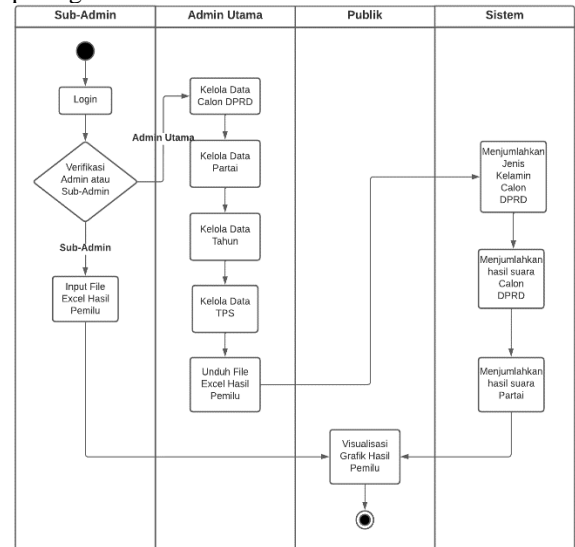 Sub-Admin
Admin Utama
Publik
Sistem
Login
Verifikasi
Admin atau
Sub-Admin
Admin Utama
Sub-Admin
Input File
Excel Hasil
Pemilu
Kelola Data
Calon DPRD
Kelola Data
Partai
Kelola Data
Tahun
Kelola Data
TPS
Unduh File
Excel Hasil
Pemilu
Visualisasi
Grafik Hasil
Pemilu
Menjumlahkan
Jenis
Kelamin
Calon
DPRD
Menjumlahkan
hasil suara
Calon
DPRD
Menjumlahkan
hasil suara
Partai